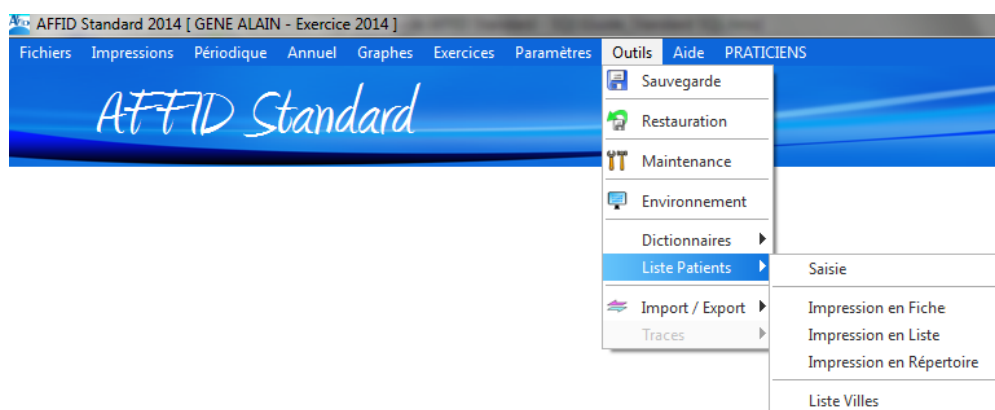 AFFID Standard 2014 [ GENE ALAIN - Exercice 2014 ]
Fichiers Impressions Périodique Annuel Graphes Exercices Paramètres Outils Aide PRATICIENS
AFFID Standard
Sauvegarde
Restauration
Maintenance
Environnement
Dictionnaires
Liste Patients
Saisie
Import / Export
Impression en Fiche
Traces
Impression en Liste
Impression en Répertoire
Liste Villes